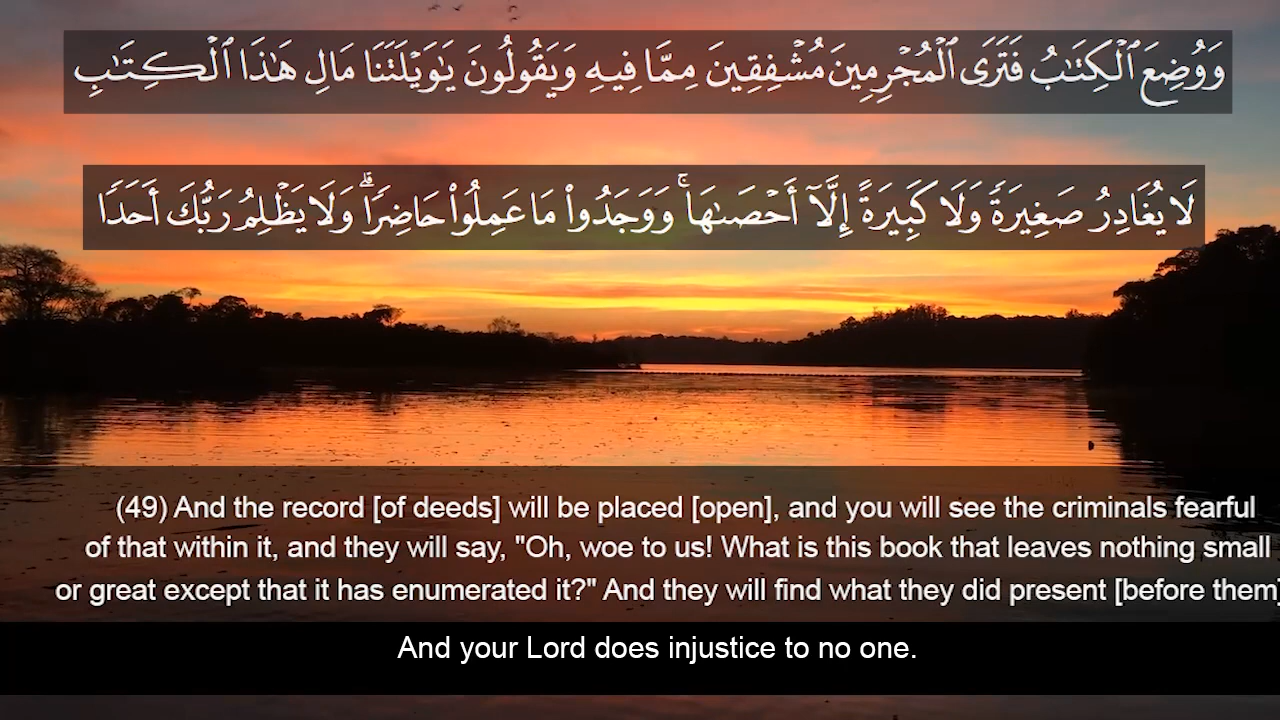 وَوُضِعَ ٱلْكِتَٰبُ فَتَرَى ٱلْمُجْرِمِينَ مُشْفِقِينَ مِمَّا فِيهِ وَيَقُولُونَ يَٰوَيْلَتَنَا مَالِ هَٰذَا ٱلْكِتَٰبِ
لَا يُغَادِرُ صَغِيرَةً وَلَا كَبِيرَةً إِلَّآ أَحْصَىٰهَا ۚ وَوَجَدُوا۟ مَا عَمِلُوا۟ حَاضِرًا ۗ وَلَا يَظْلِمُ رَبُّكَ أَحَدًا
(49) And the record [of deeds] will be placed [open], and you will see the criminals fearful
of that within it, and they will say, "Oh, woe to us! What is this book that leaves nothing small
or great except that it has enumerated it?" And they will find what they did present [before them]
And your Lord does injustice to no one.